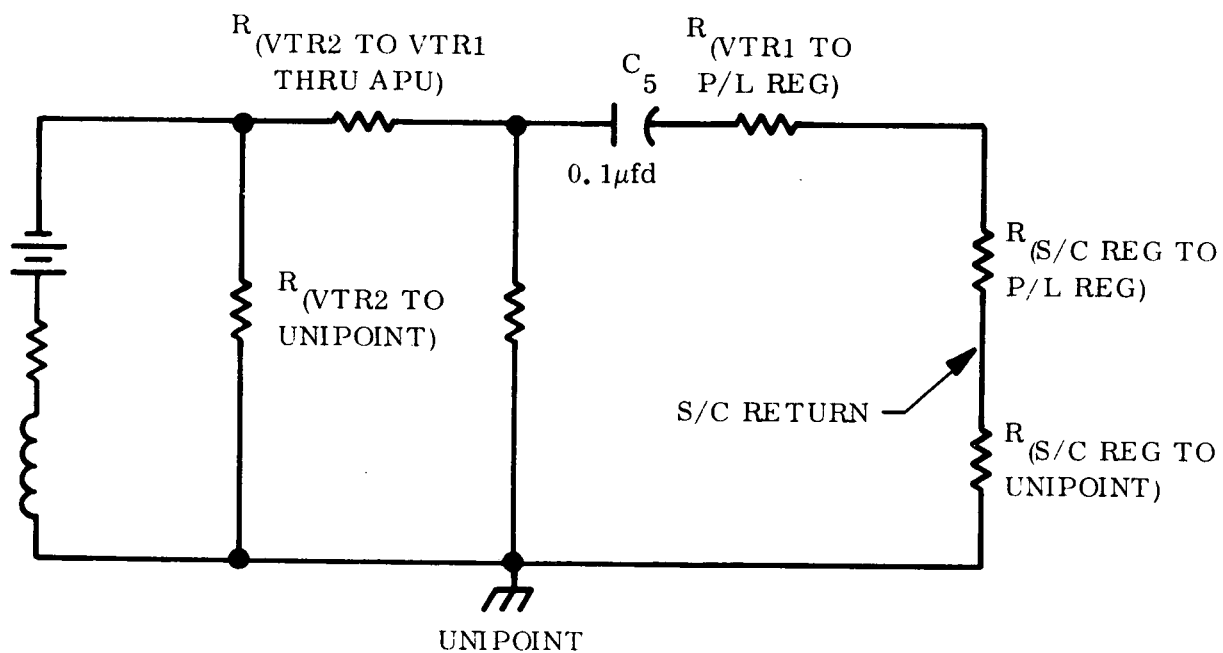 R(VTR2 TO VTR1
THRU APU)
C5
0.1μfd
R(VTR1 TO
P/L REG)
R(S/C REG TO
P/L REG)
R(VTR2 TO
UNIPOINT)
S/C RETURN
R(S/C REG TO
UNIPOINT)
UNIPOINT